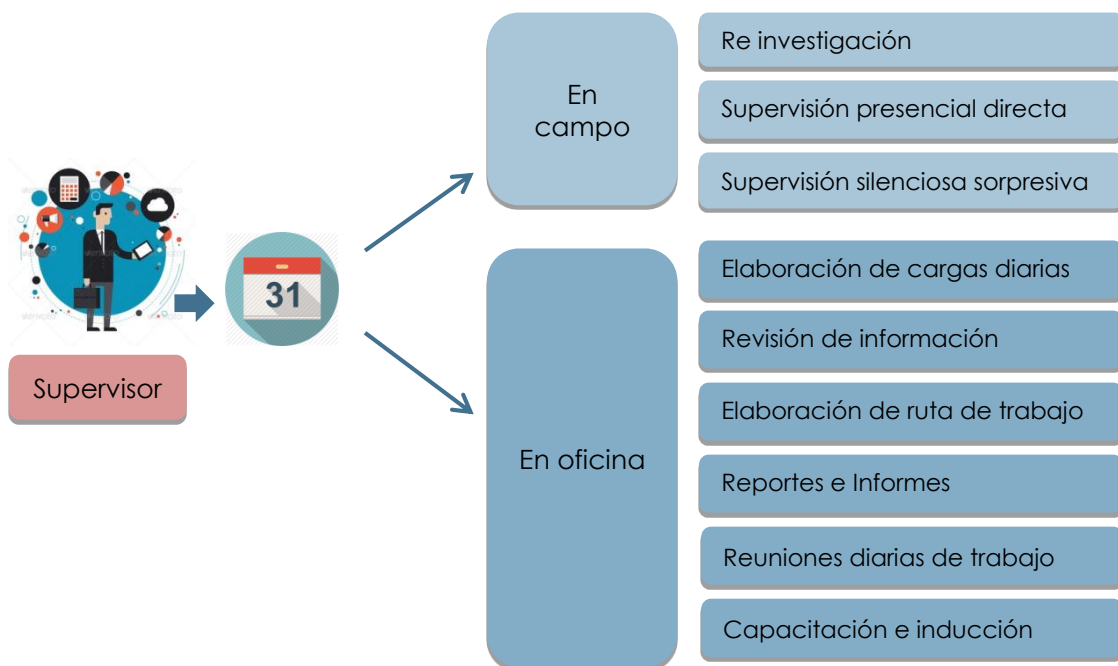 En
campo
Re investigación
Supervisión presencial directa
Supervisión silenciosa sorpresiva
31
Supervisor
En oficina
Elaboración de cargas diarias
Revisión de información
Elaboración de ruta de trabajo
Reportes e Informes
Reuniones diarias de trabajo
Capacitación e inducción